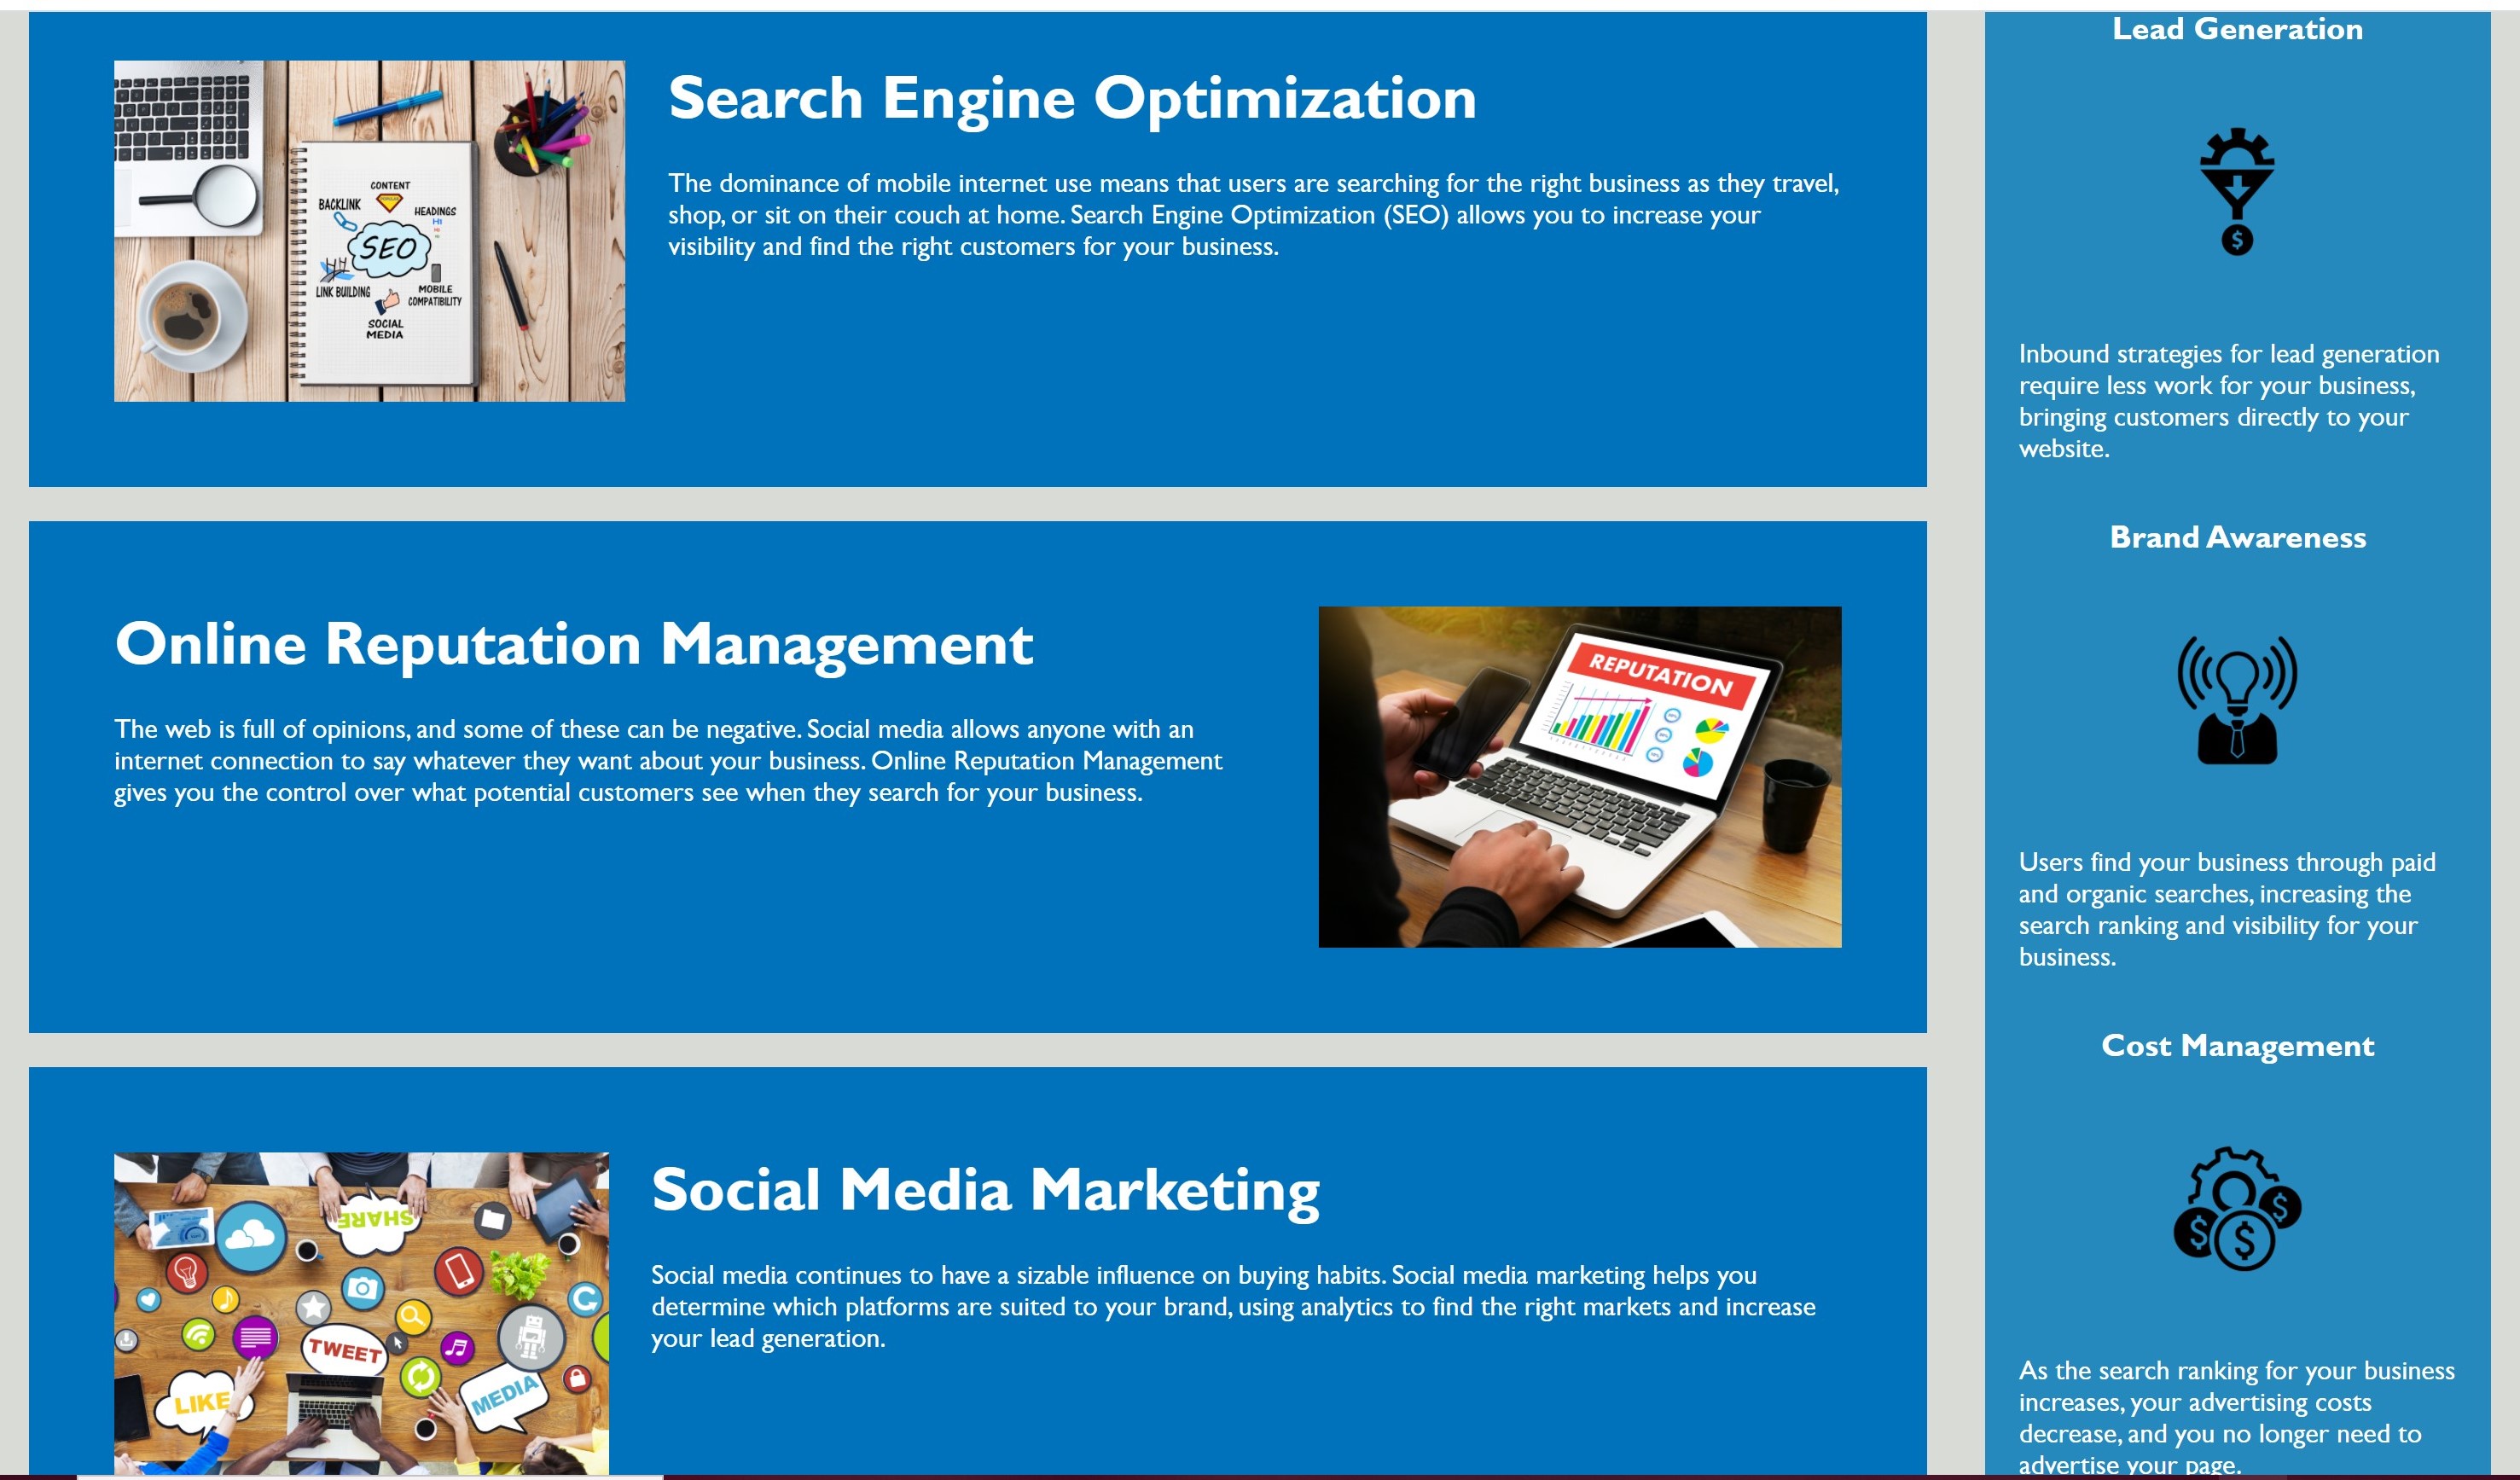 Search Engine Optimization
The dominance of mobile internet use means that users are searching for the right business as they travel,
shop, or sit on their couch at home. Search Engine Optimization (SEO) allows you to increase your
visibility and find the right customers for your business.
CONTENT
BACKLINK
HEADINGS
SEO
LINK BUILDING
MOBILE
COMPATIBILITY
SOCIAL
MEDIA
Online Reputation Management
The web is full of opinions, and some of these can be negative. Social media allows anyone with an
internet connection to say whatever they want about your business. Online Reputation Management
gives you the control over what potential customers see when they search for your business.
REPUTATION
Social Media Marketing
Social media continues to have a sizable influence on buying habits. Social media marketing helps you
determine which platforms are suited to your brand, using analytics to find the right markets and increase
your lead generation.
SHARE
TWEET
LIKE
MEDIA
Lead Generation
$
Inbound strategies for lead generation
require less work for your business,
bringing customers directly to your
website.
Brand Awareness
Users find your business through paid
and organic searches, increasing the
search ranking and visibility for your
business.
Cost Management
$ $ $
As the search ranking for your business
increases, your advertising costs
decrease, and you no longer need to
advertise your page.